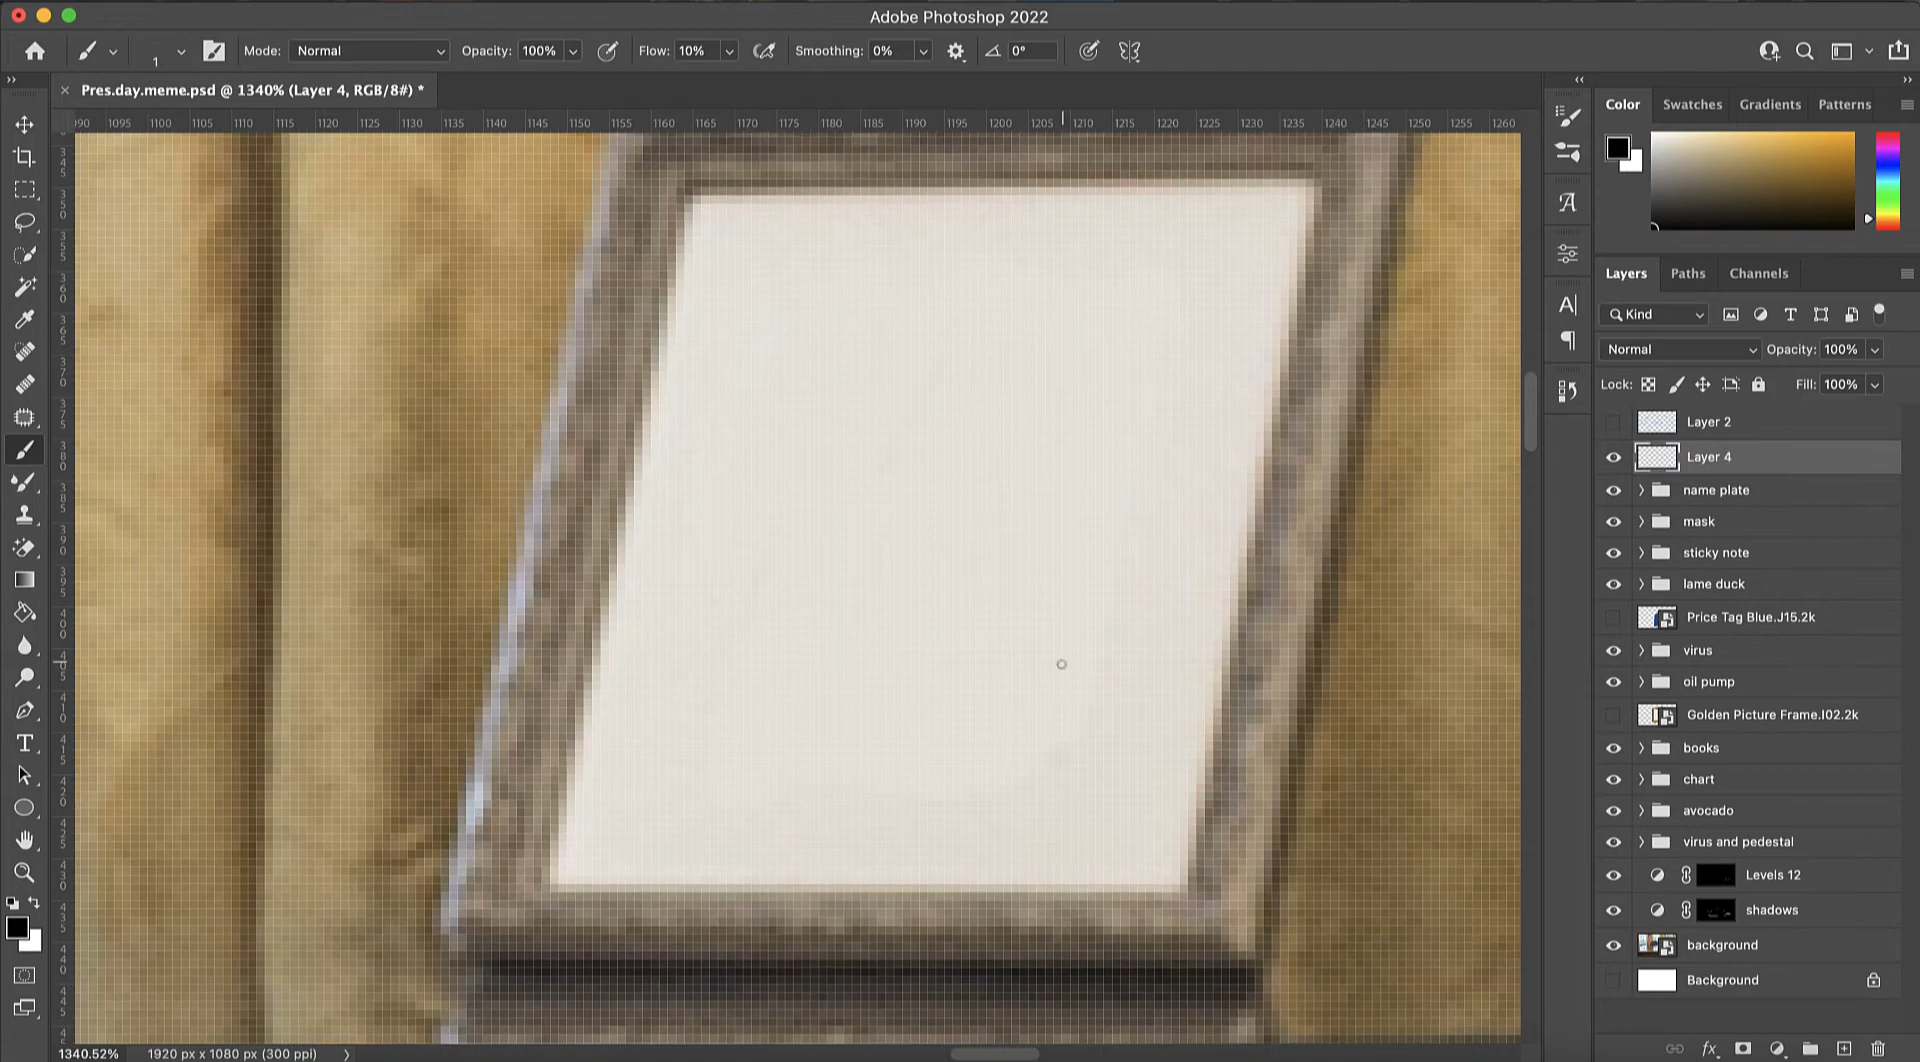 Adobe Photoshop 2022
1 Mode: Normal Opacity: 100% Flow: 10% Smoothing: 0% 0°
Pres.day.meme.psd @ 1340% (Layer 4, RGB/8#) *
1095 1100 1105 1110 1115 1120 1125 1130 1135 1140 1145 1150 1155 1160 1165 1170 1175 1180 1185 1190 1195 1200 1205 1210 1215 1220 1225 1230 1235 1240 1245 1250 1255 1260
Color Swatches Gradients Patterns
Layers Paths Channels
Kind
Normal Opacity: 100%
Lock: Fill: 100%
Layer 2
Layer 4
name plate
mask
sticky note
lame duck
Price Tag Blue.J15.2k
virus
oil pump
Golden Picture Frame.I02.2k
books
chart
avocado
virus and pedestal
Levels 12
shadows
background
Background
1340.52% 1920 px x 1080 px (300 ppi)